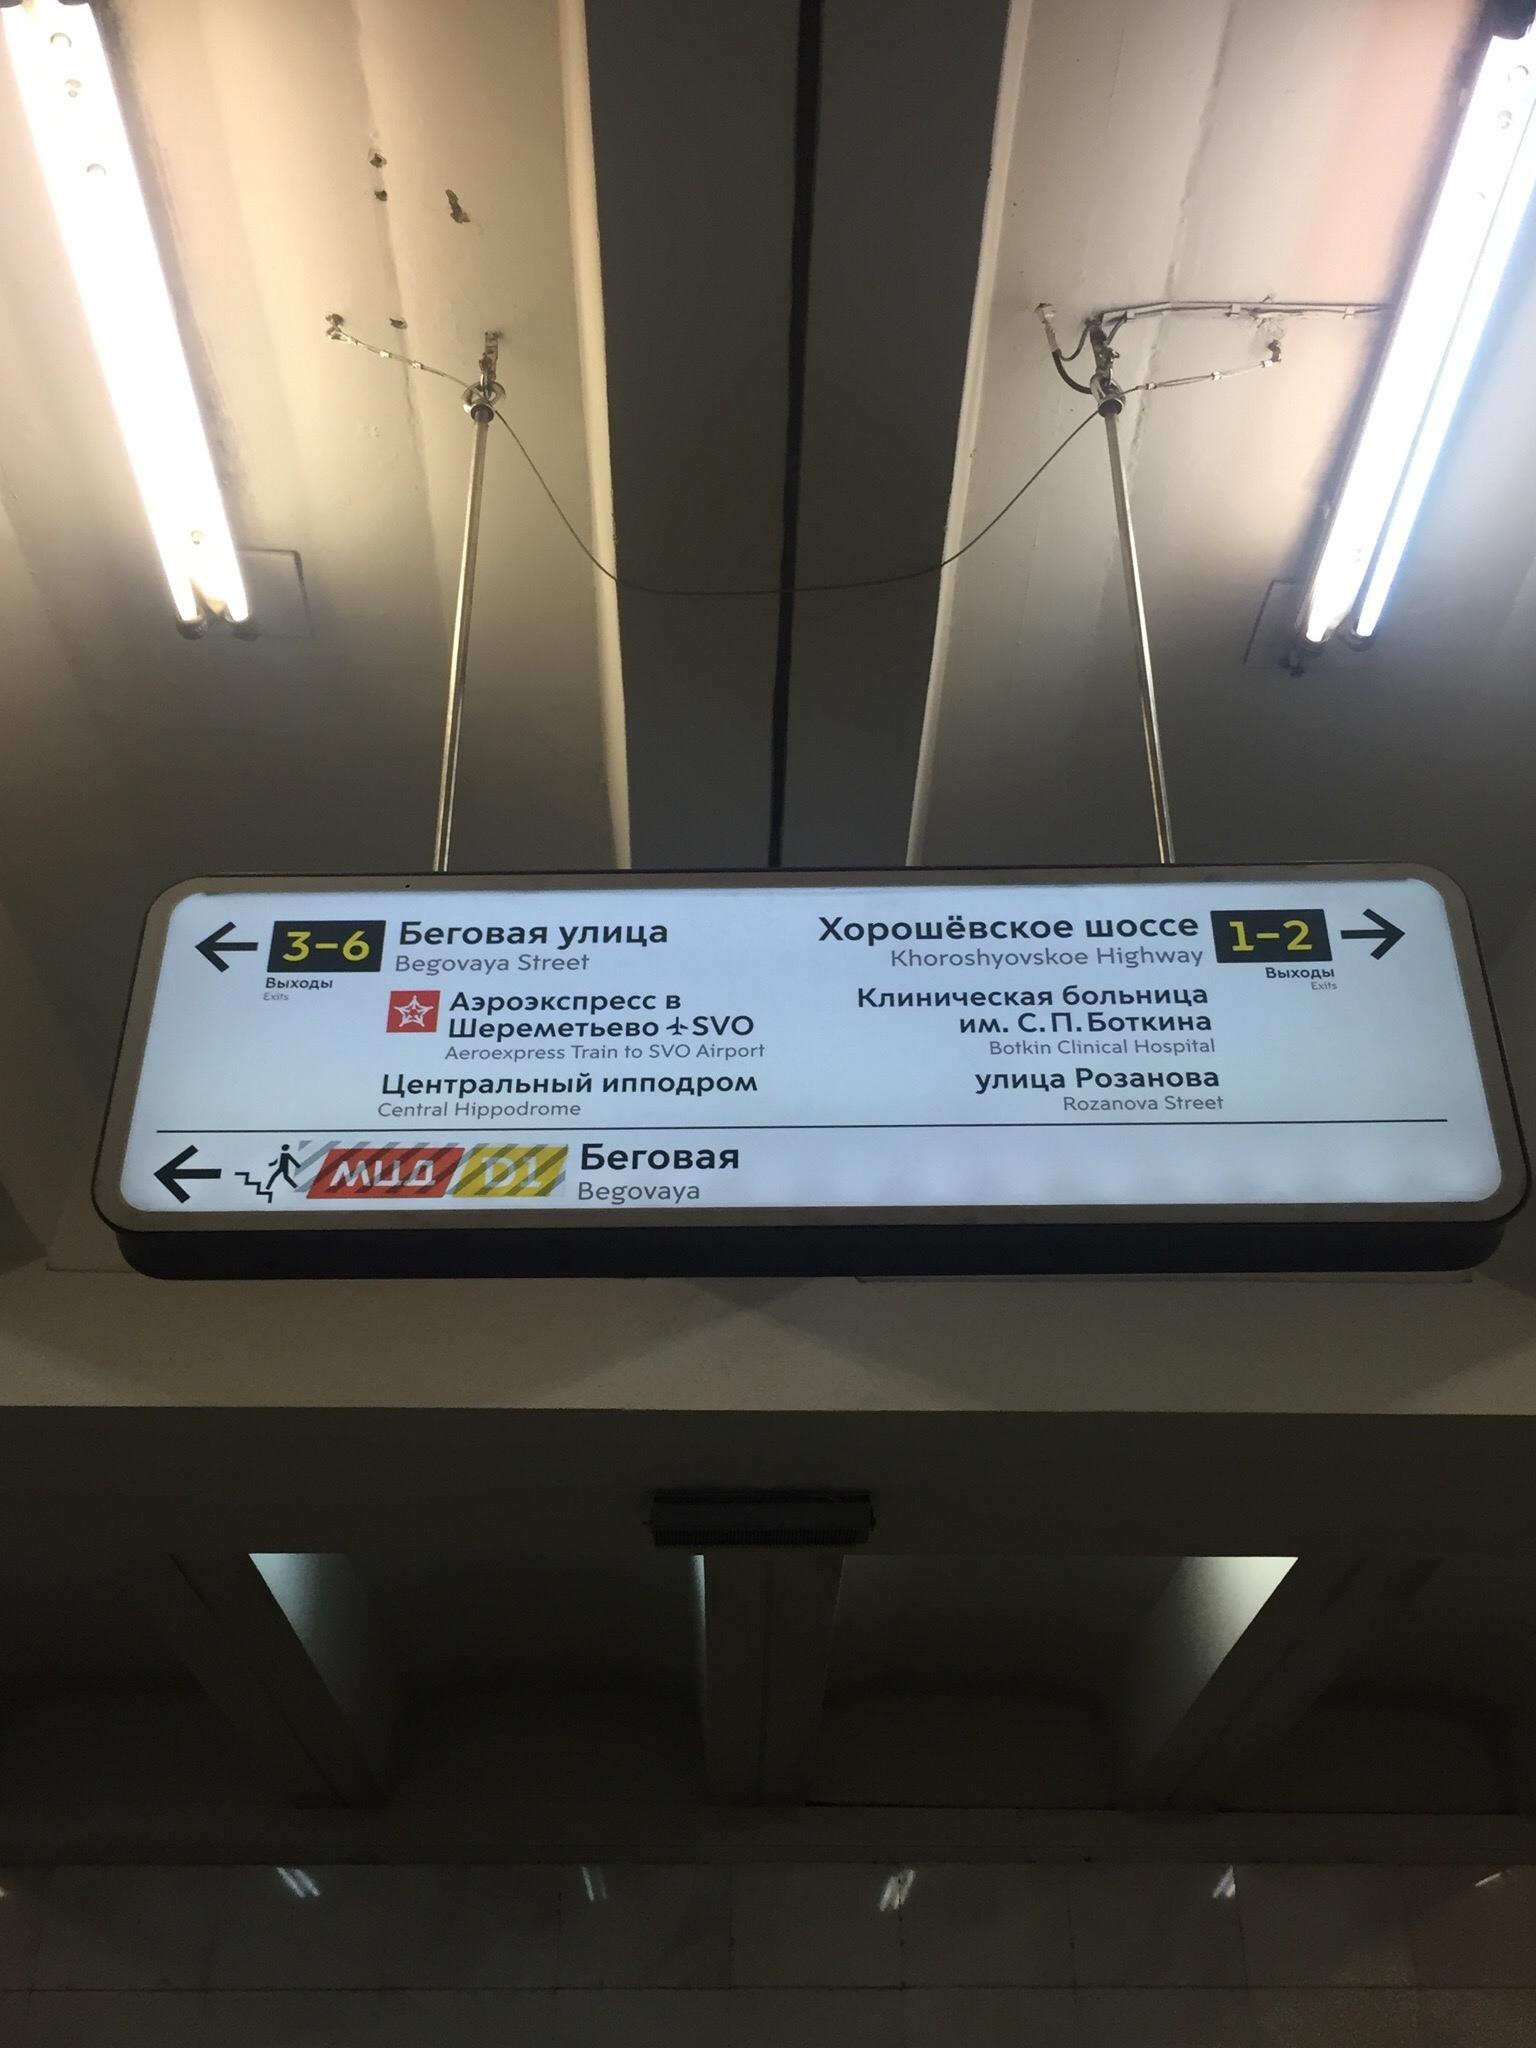 3–6
Выходы
Exits
Беговая улица
Begovaya Street
Аэроэкспресс в
Шереметьево SVO
Aeroexpress Train to SVO Airport
Центральный ипподром
Central Hippodrome
Хорошёвское шоссе
Khoroshyovskoe Highway
1–2
Выходы
Exits
Клиническая больница
им. С. П. Боткина
Botkin Clinical Hospital
улица Розанова
Rozanova Street
МЦД D1 Беговая
Begovaya